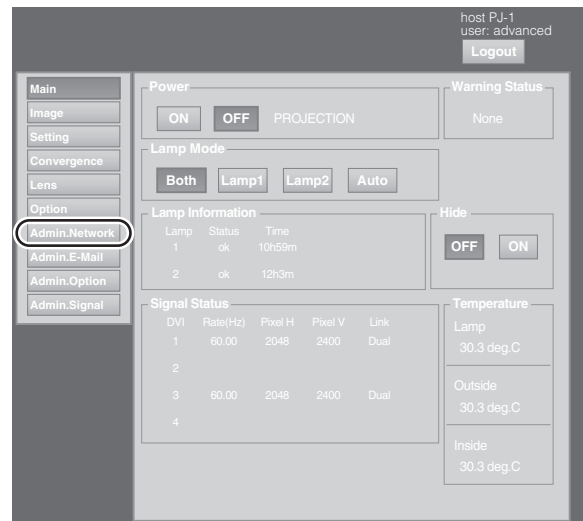 host PJ-1
user: advanced
Logout
Main
Image
Setting
Convergence
Lens
Option
Admin.Network
Admin.E-Mail
Admin.Option
Admin.Signal
Power
ON OFF PROJECTION
Warning Status
None
Lamp Mode
Both Lamp1 Lamp2 Auto
Lamp Information
Lamp Status Time
1 ok 10h59m
2 ok 12h3m
Hide
OFF ON
Signal Status
DVI Rate(Hz) Pixel H Pixel V Link
1 60.00 2048 2400 Dual
2
3 60.00 2048 2400 Dual
4
Temperature
Lamp
30.3 deg.C
Outside
30.3 deg.C
Inside
30.3 deg.C